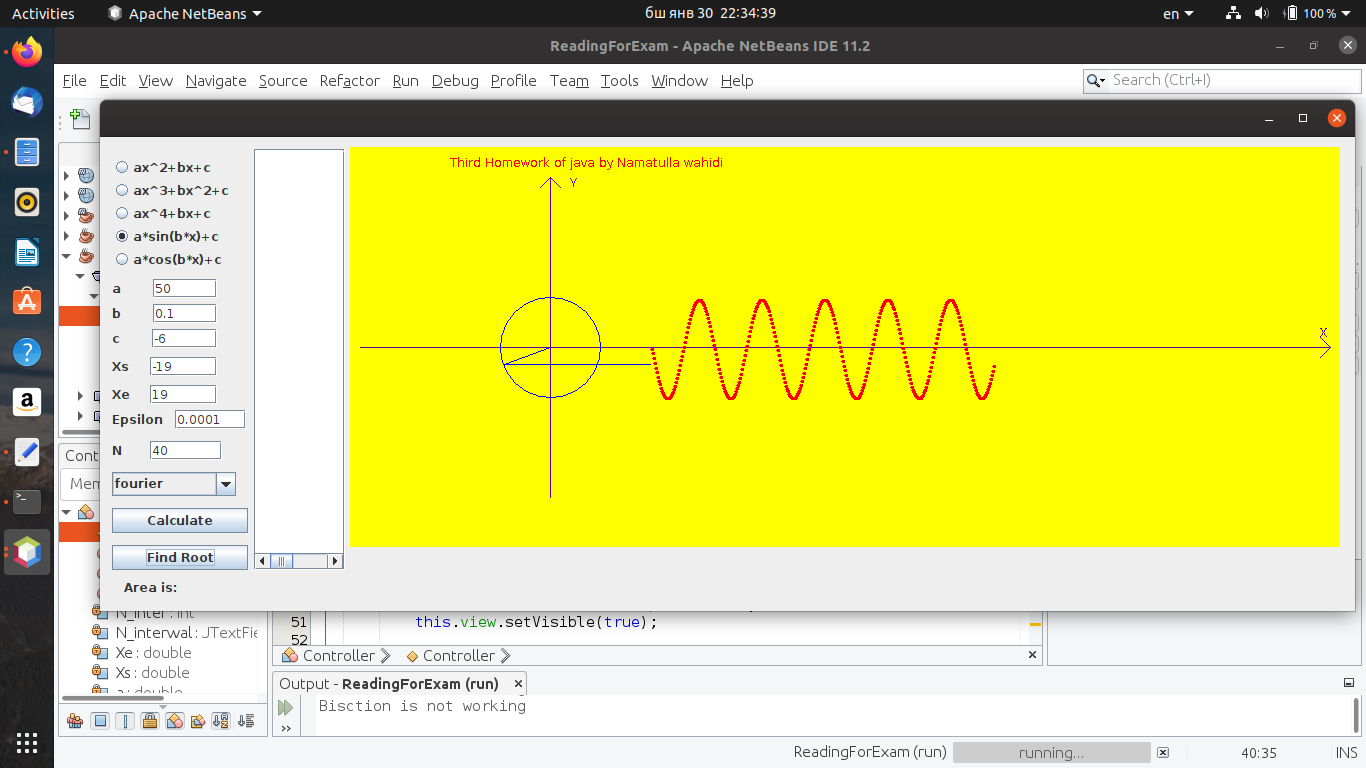 Activities Apache NetBeans бш янв 30 22:34:39 en 100 %
ReadingForExam - Apache NetBeans IDE 11.2
File Edit View Navigate Source Refactor Run Debug Profile Team Tools Window Help Search (Ctrl+I)
Third Homework of java by Namatulla wahidi
Y
X
ax^2+bx+c
ax^3+bx^2+c
ax^4+bx+c
a*sin(b*x)+c
a*cos(b*x)+c
a 50
b 0.1
c -6
Xs -19
Xe 19
Epsilon 0.0001
N 40
fourier
Calculate
Find Root
Area is:
Cont
Mem
N_inter : int
N_interwal : JTextFie
Xe : double
Xs : double
a : double
51 this.view.setVisible(true);
52
Controller Controller
Output - ReadingForExam (run)
Bisction is not working
ReadingForExam (run) running... 40:35 INS